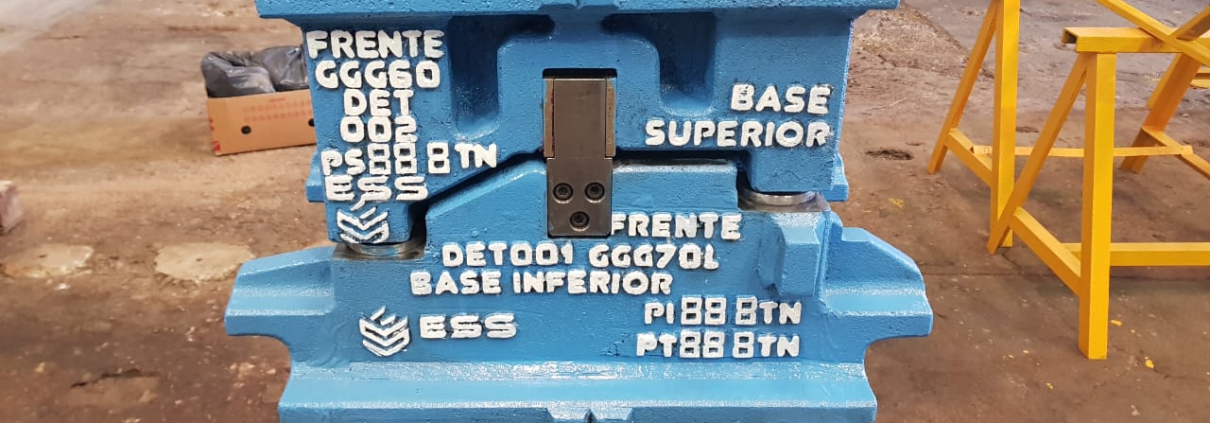 FRENTE
GGG60
DET
002
PS88 8TN
ESS
BASE
SUPERIOR
FRENTE
DET001 GGG70L
BASE INFERIOR
ESS
PI88 8TN
PT88 8TN